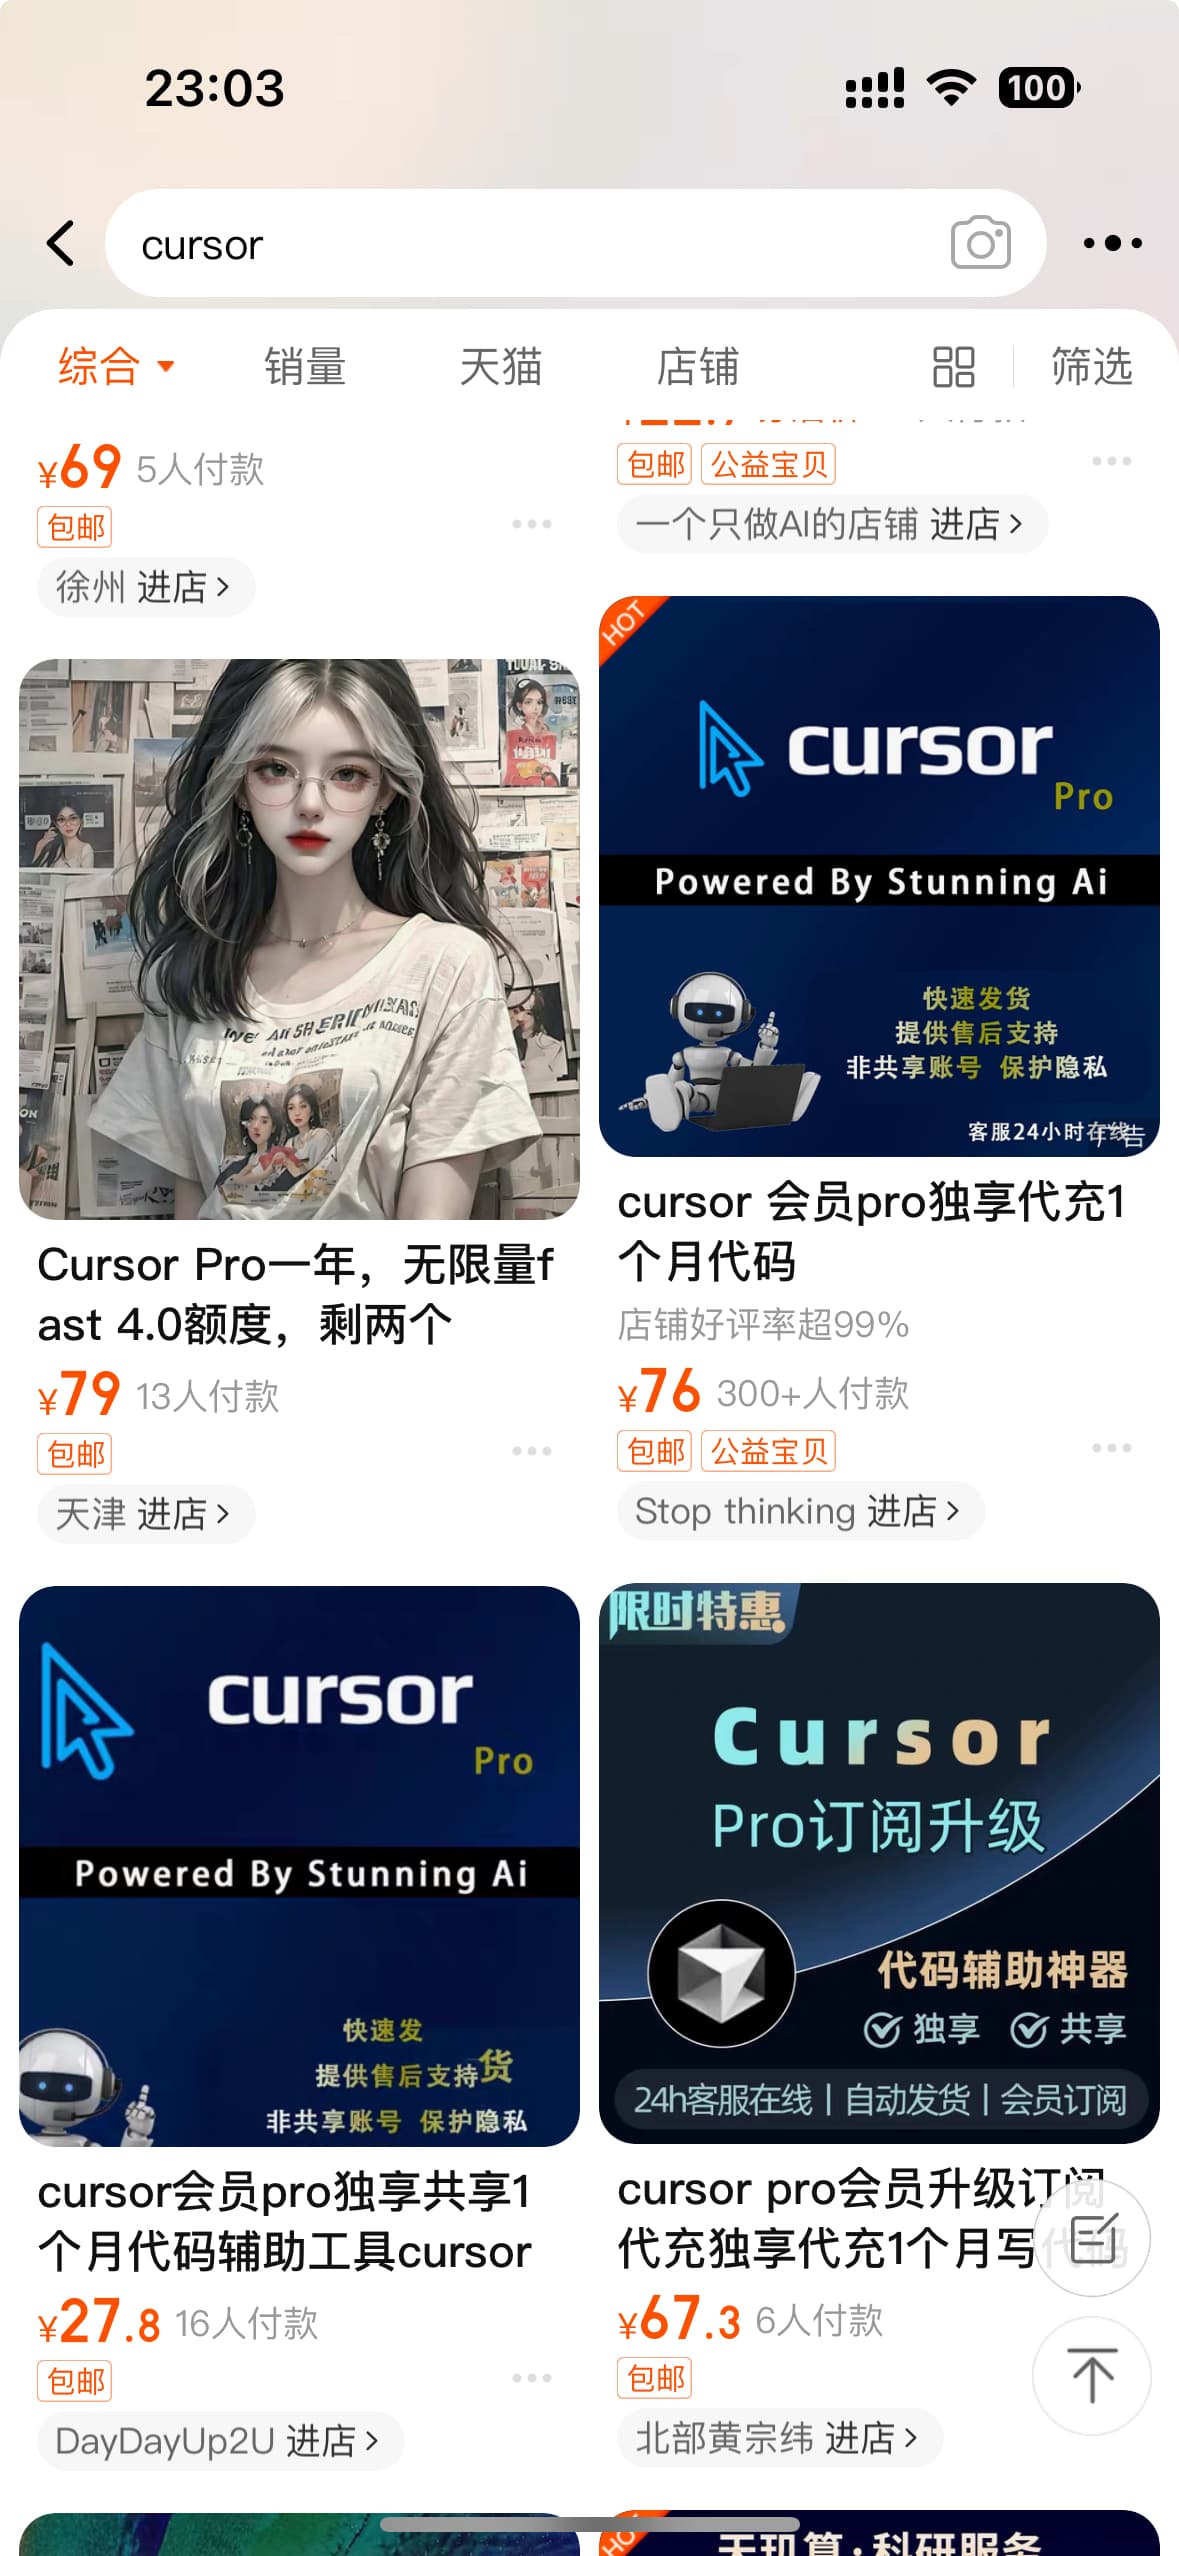 23:03
100
cursor
综合
销量
天猫
店铺
筛选
¥69 5人付款
包邮
徐州 进店
包邮 公益宝贝
一个只做AI的店铺 进店
Cursor Pro一年，无限量f
ast 4.0额度，剩两个
¥79 13人付款
包邮
天津 进店
HOT
cursor
Pro
Powered By Stunning Ai
快速发货
提供售后支持
非共享账号 保护隐私
客服24小时在线
广告
cursor 会员pro独享代充1
个月代码
店铺好评率超99%
¥76 300+人付款
包邮 公益宝贝
Stop thinking 进店
cursor
Pro
Powered By Stunning Ai
快速发
货
提供售后支持
非共享账号 保护隐私
cursor会员pro独享共享1
个月代码辅助工具cursor
¥27.8 16人付款
包邮
DayDayUp2U 进店
限时特惠
Cursor
Pro订阅升级
代码辅助神器
独享 共享
24h客服在线 | 自动发货 | 会员订阅
cursor pro会员升级订阅
代充独享代充1个月写代码
¥67.3 6人付款
包邮
北部黄宗纬 进店
HOT
天玑算·科研服务